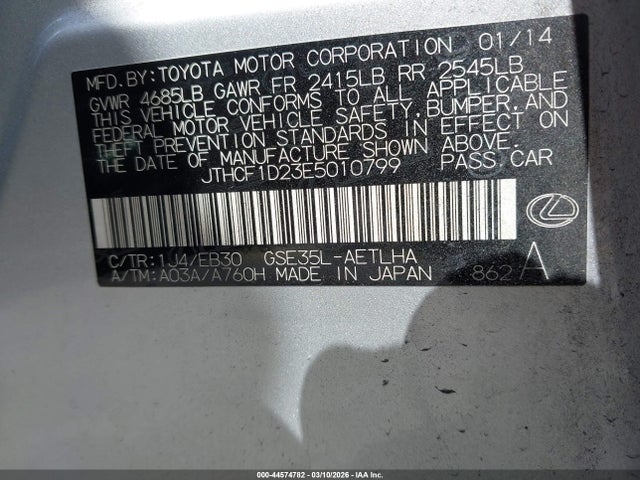 MFD. BY: TOYOTA MOTOR CORPORATION 01/14
GVWR 4685LB GAWR FR 2415LB RR 2545LB
THIS VEHICLE CONFORMS TO ALL APPLICABLE
FEDERAL MOTOR VEHICLE SAFETY, BUMPER, AND
THEFT PREVENTION STANDARDS IN EFFECT ON
THE DATE OF MANUFACTURE SHOWN ABOVE.
JTHCF1D23E5010799 PASS. CAR
C/TR: 1J4/EB30 GSE35L-AETLHA
A/TM: A03A/A760H MADE IN JAPAN 862 A
000-44574782 - 03/10/2026 - IAAI.com